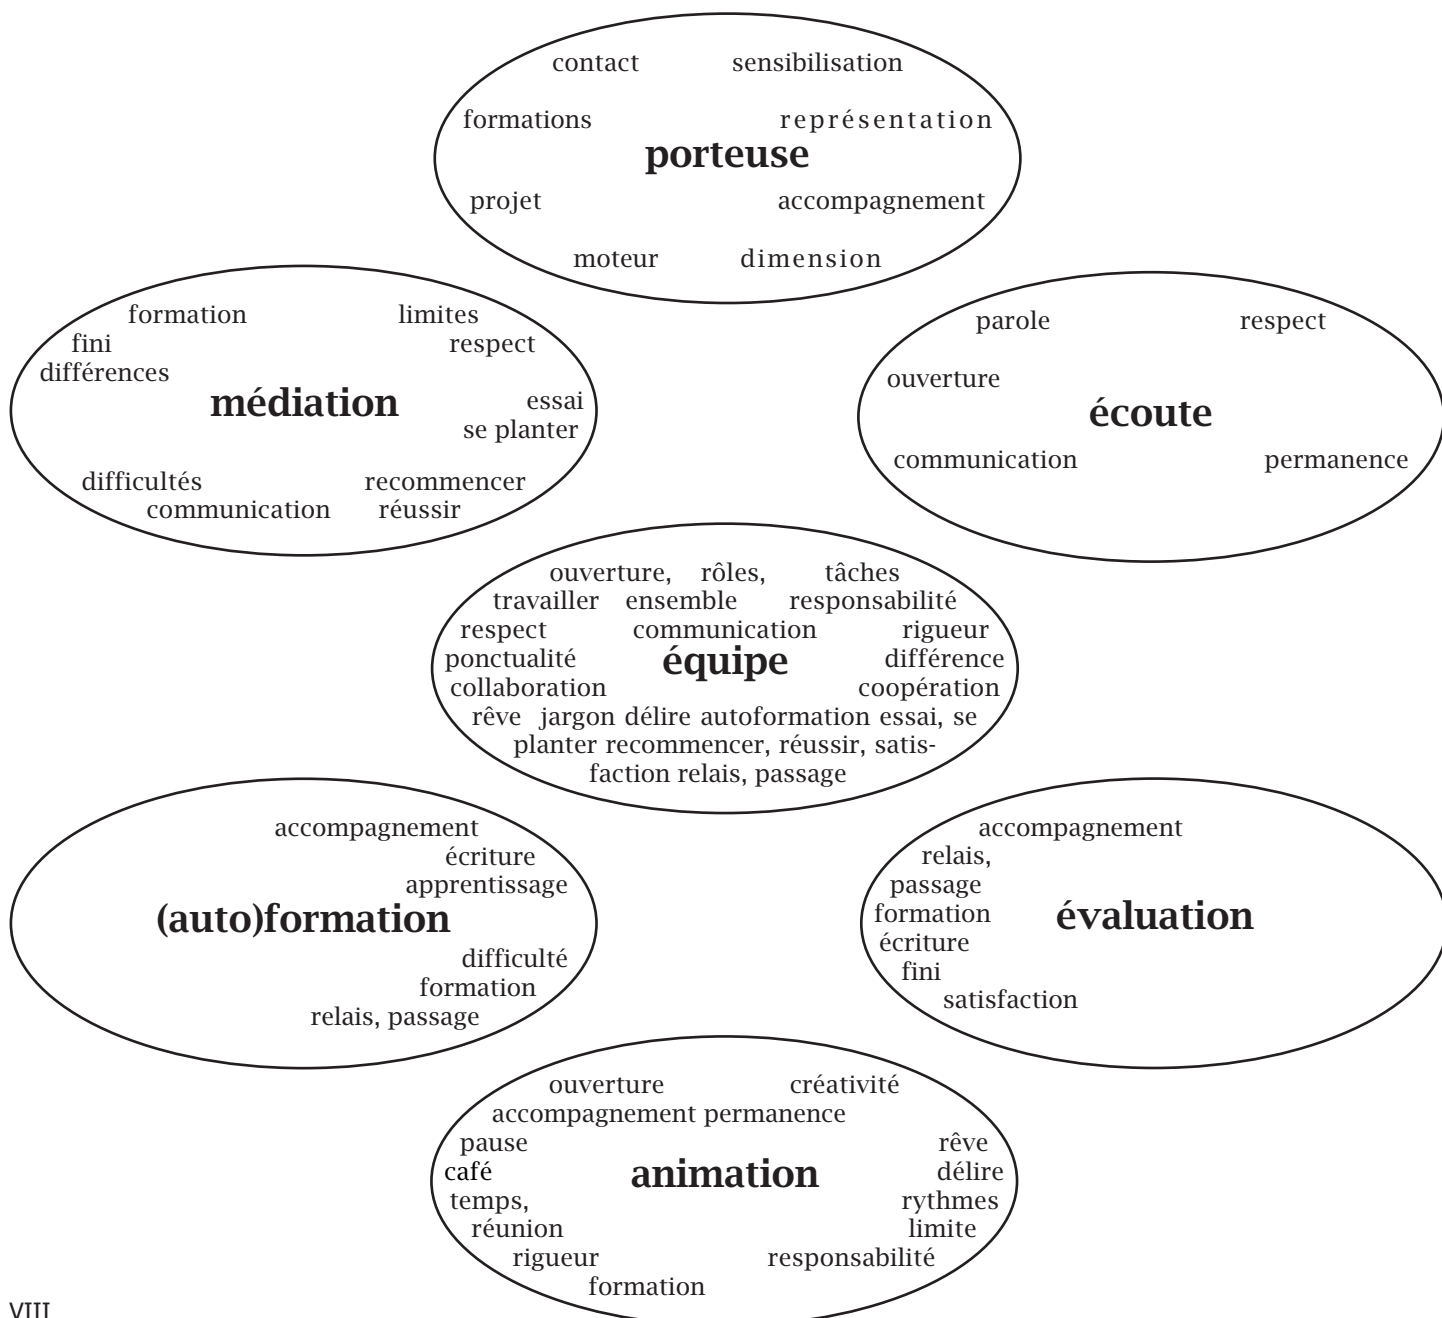 contact sensibilisation
formations représentation
porteuse
projet accompagnement
moteur dimension
formation limites
fini respect
différences
médiation
essai
se planter
difficultés recommencer
communication réussir
parole respect
ouverture
écoute
communication permanence
ouverture, rôles, tâches
travailler ensemble responsabilité
respect communication rigueur
ponctualité équipe différence
collaboration coopération
rêve jargon délire autoformation essai, se
planter recommencer, réussir, satis-
faction relais, passage
accompagnement
écriture
apprentissage
(auto)formation
difficulté
formation
relais, passage
accompagnement
relais,
passage
formation évaluation
écriture
fini
satisfaction
ouverture créativité
accompagnement permanence
pause rêve
café animation délire
temps, rythmes
réunion limite
rigueur responsabilité
formation
VIII